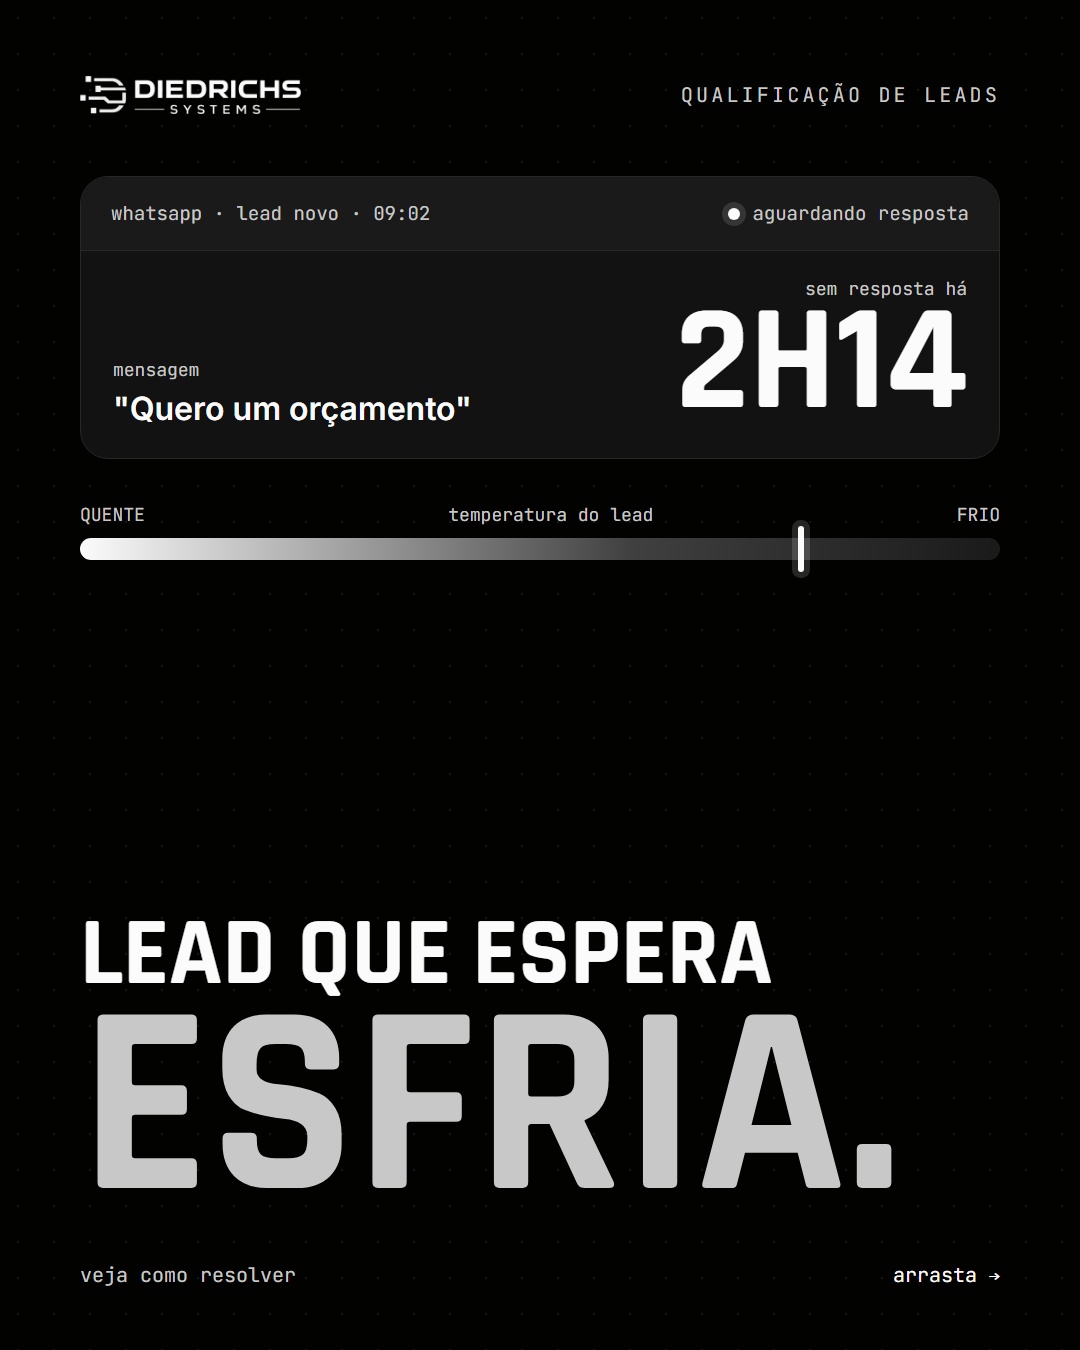 DIEDRICHS
SYSTEMS
QUALIFICAÇÃO DE LEADS
whatsapp · lead novo · 09:02
aguardando resposta
sem resposta há
2H14
mensagem
"Quero um orçamento"
QUENTE
temperatura do lead
FRIO
LEAD QUE ESPERA
ESFRIA.
veja como resolver
arrasta →